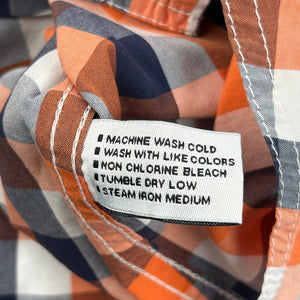 ▪ MACHINE WASH COLD
▪ WASH WITH LIKE COLORS
▪ NON CHLORINE BLEACH
▪ TUMBLE DRY LOW
▪ STEAM IRON MEDIUM